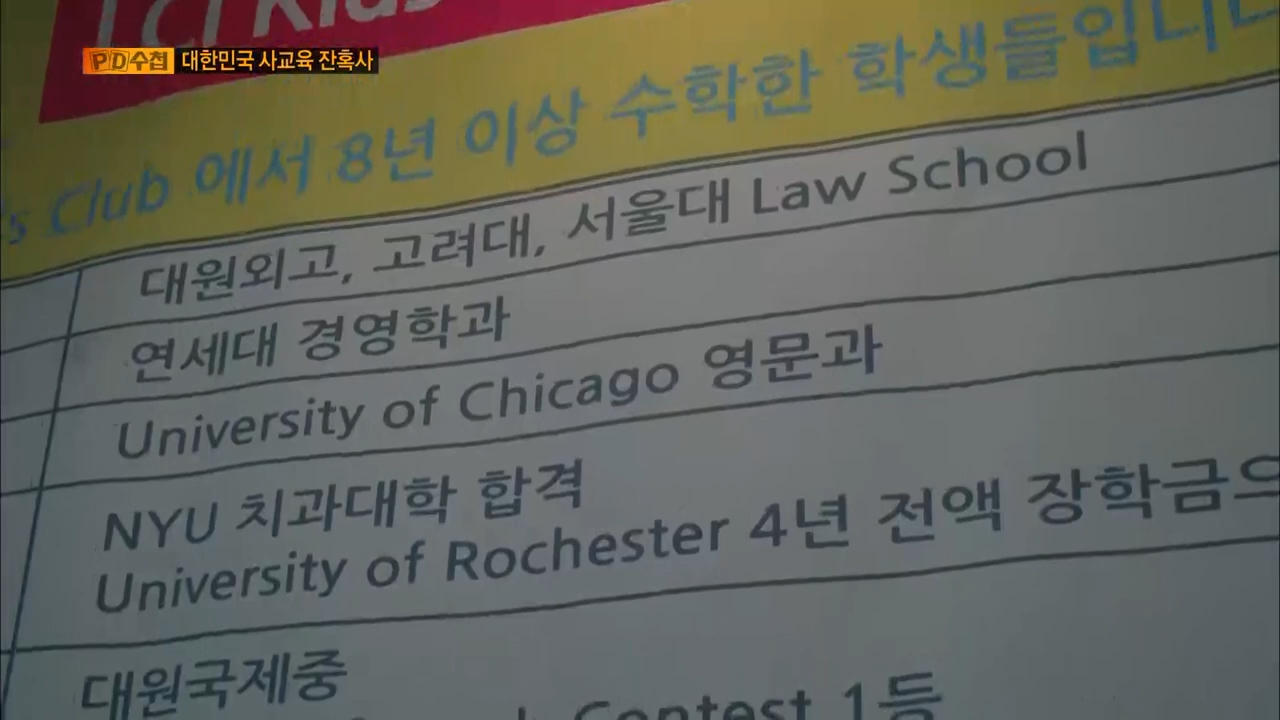 PD수첩 대한민국 사교육 잔혹사
LCI Kids
's Club 에서 8년 이상 수학한 학생들입니
대원외고, 고려대, 서울대 Law School
연세대 경영학과
University of Chicago 영문과
NYU 치과대학 합격
University of Rochester 4년 전액 장학금으
대원국제중
Contest 1등